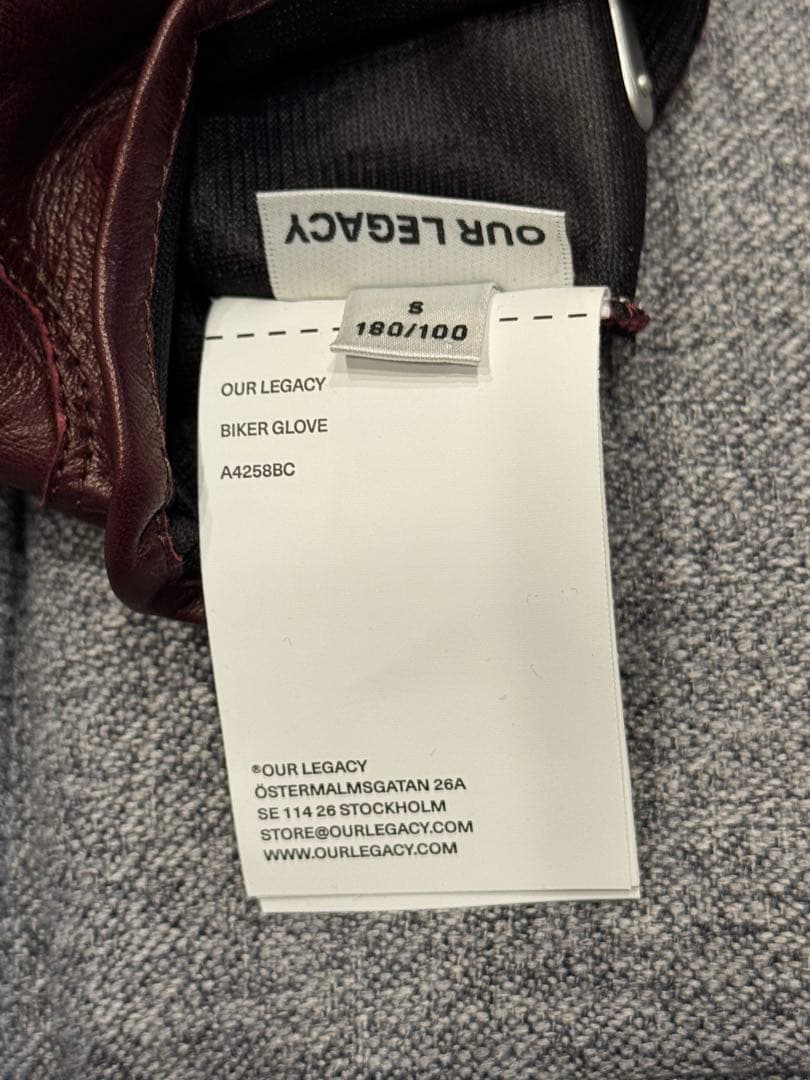 OUR LEGACY
S
180/100
OUR LEGACY
BIKER GLOVE
A4258BC
®OUR LEGACY
ÖSTERMALMSGATAN 26A
SE 114 26 STOCKHOLM
STORE@OURLEGACY.COM
WWW.OURLEGACY.COM